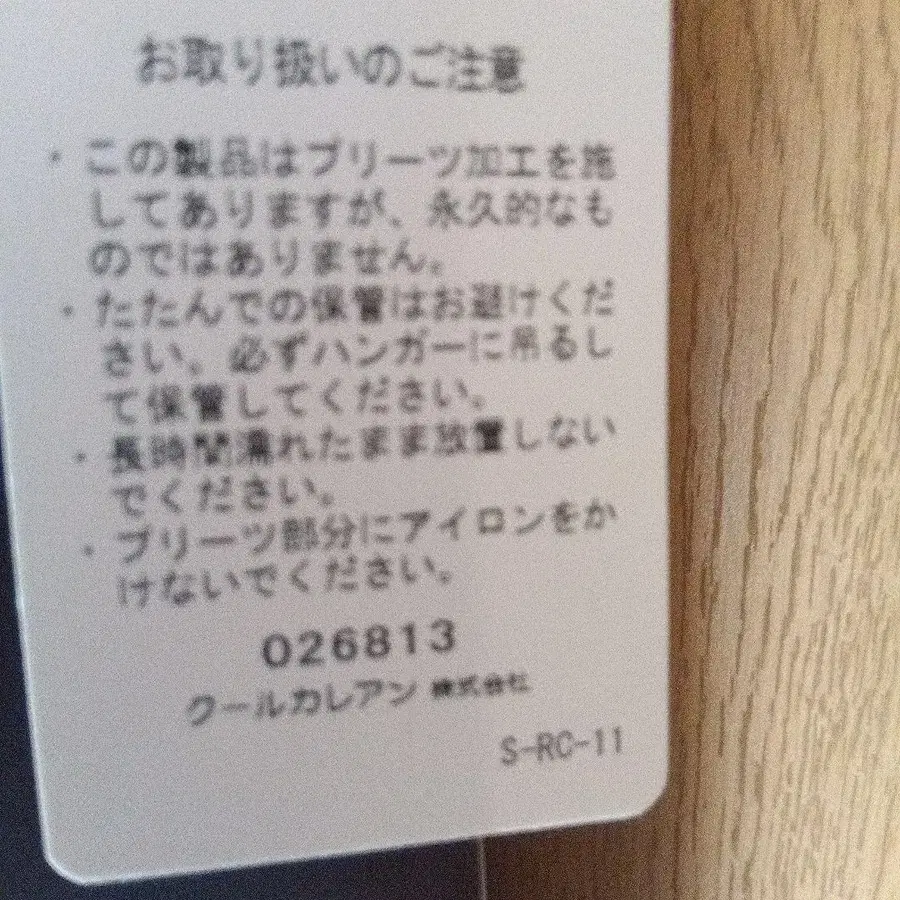 お取り扱いのご注意
・この製品はプリーツ加工を施
してありますが、永久的なも
のではありません。
・たたんでの保管はお避けくだ
さい。必ずハンガーに吊るし
て保管してください。
・長時間濡れたまま放置しない
でください。
・プリーツ部分にアイロンをか
けないでください。
026813
クールカレアン 株式会社
S-RC-11